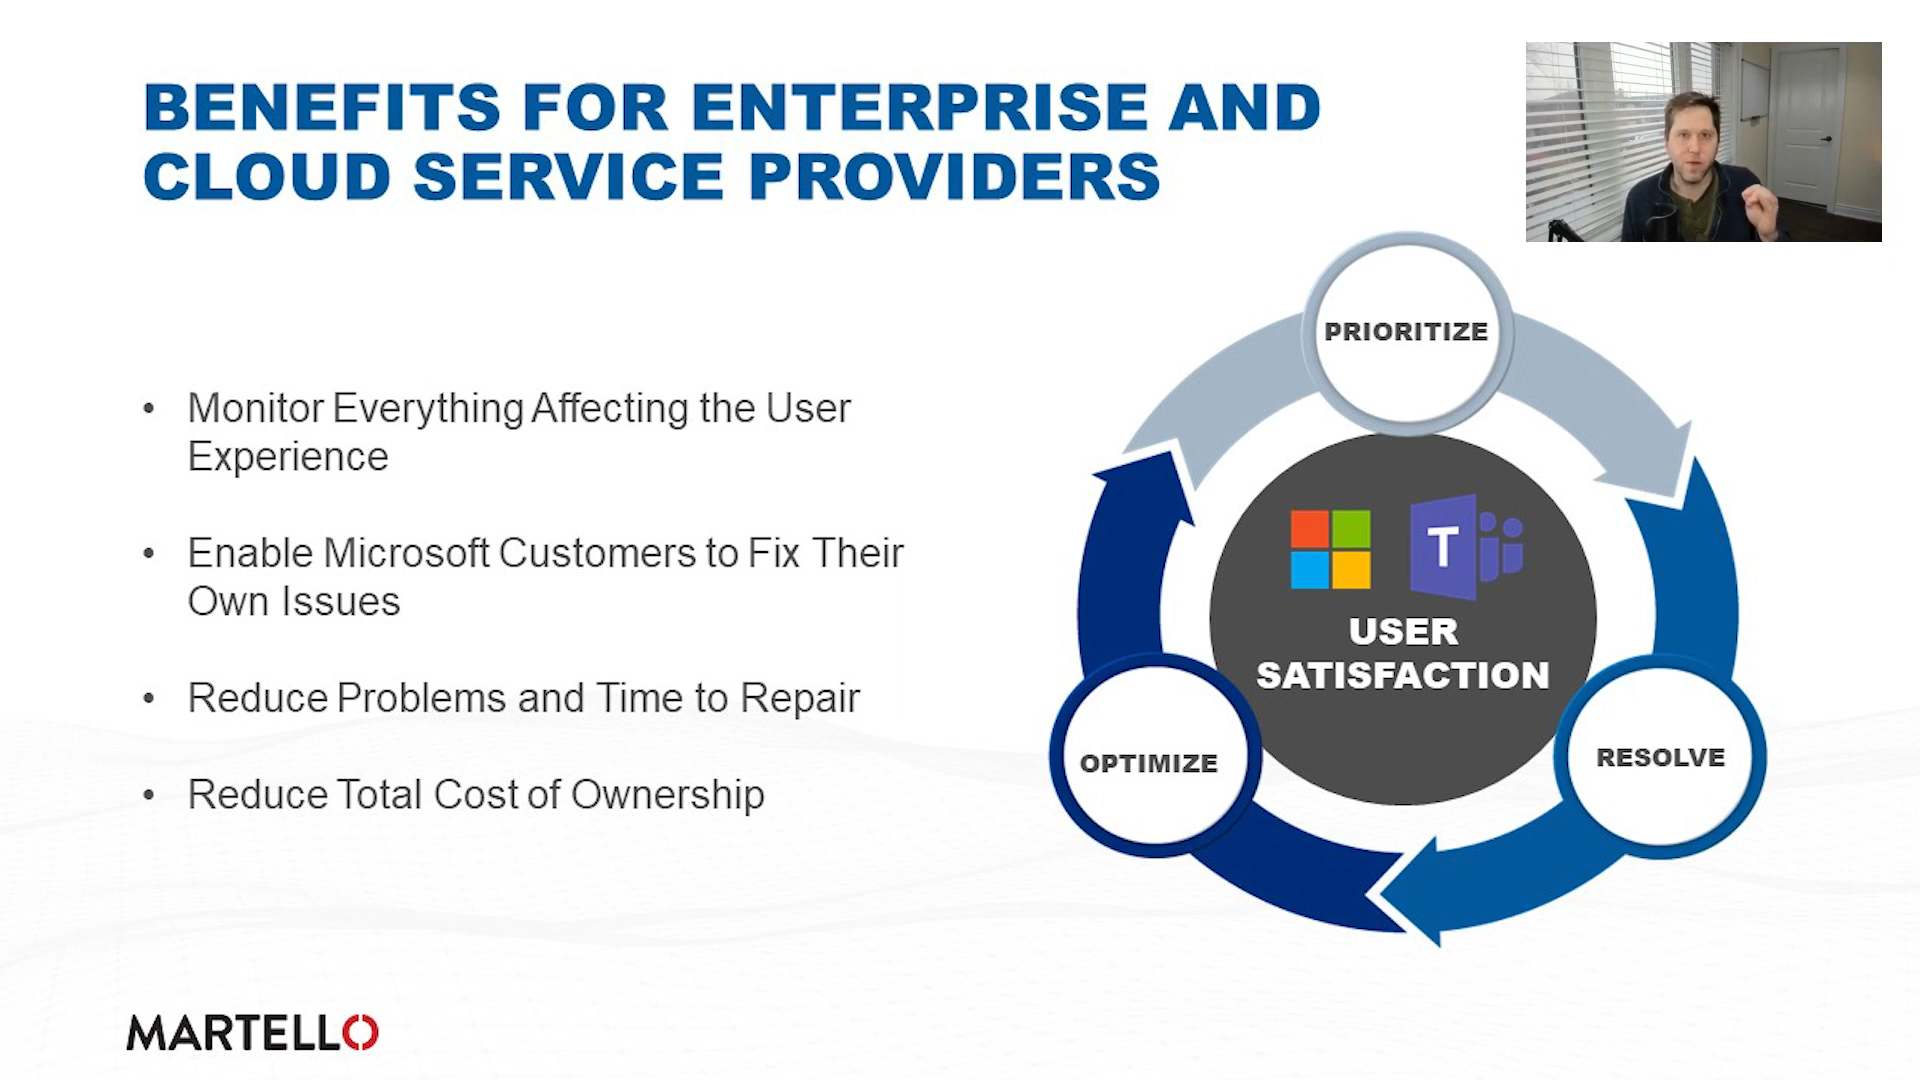 BENEFITS FOR ENTERPRISE AND
CLOUD SERVICE PROVIDERS
• Monitor Everything Affecting the User
Experience
• Enable Microsoft Customers to Fix Their
Own Issues
• Reduce Problems and Time to Repair
• Reduce Total Cost of Ownership
PRIORITIZE
T
USER
SATISFACTION
OPTIMIZE
RESOLVE
MARTELLO